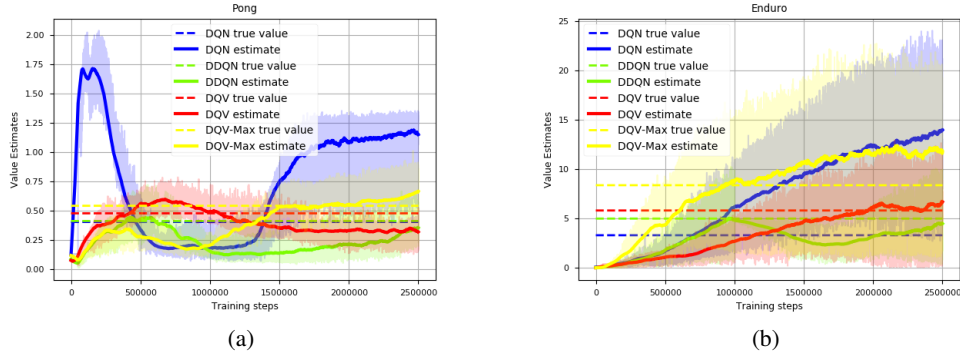 Pong
2.00
1.75
1.50
1.25
1.00
0.75
0.50
0.25
0.00
Value Estimates
DQN true value
DQN estimate
DDQN true value
DDQN estimate
DQV true value
DQV estimate
DQV-Max true value
DQV-Max estimate
0 500000 1000000 1500000 2000000 2500000
Training steps
(a)
Enduro
25
20
15
10
5
0
Value Estimates
DQN true value
DQN estimate
DDQN true value
DDQN estimate
DQV true value
DQV estimate
DQV-Max true value
DQV-Max estimate
0 500000 1000000 1500000 2000000 2500000
Training steps
(b)